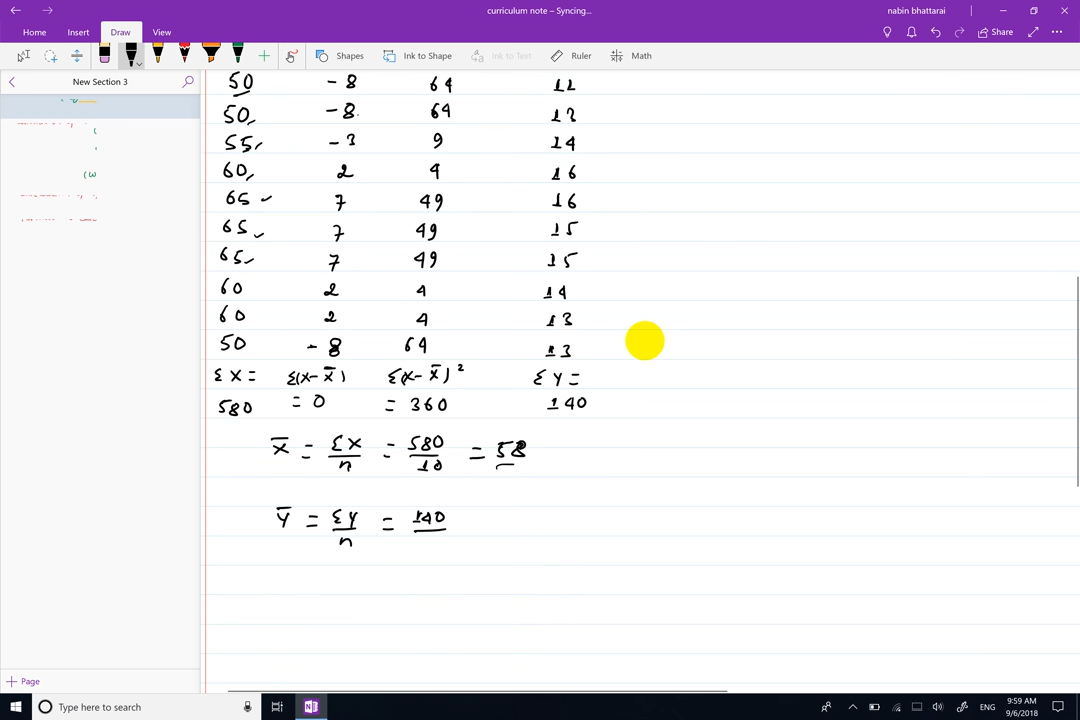 curriculum note – Syncing...
nabin bhattarai
Home Insert Draw View
Share
Shapes Ink to Shape Ink to Text Ruler Math
New Section 3
50 -8 64 12
50, -8. 64 13
55, -3 9 14
60, 2 4 16
65 7 49 16
65 7 49 15
65 7 49 15
60 2 4 14
60 2 4 13
50 -8 64 13
ΣX= Σ(X-X̄) Σ(X-X̄)² ΣY=
580 = 0 = 360 140
X̄ = ΣX/n = 580/10 = 58
Ȳ = ΣY/n = 140
+ Page
Type here to search
ENG
9:59 AM
9/6/2018